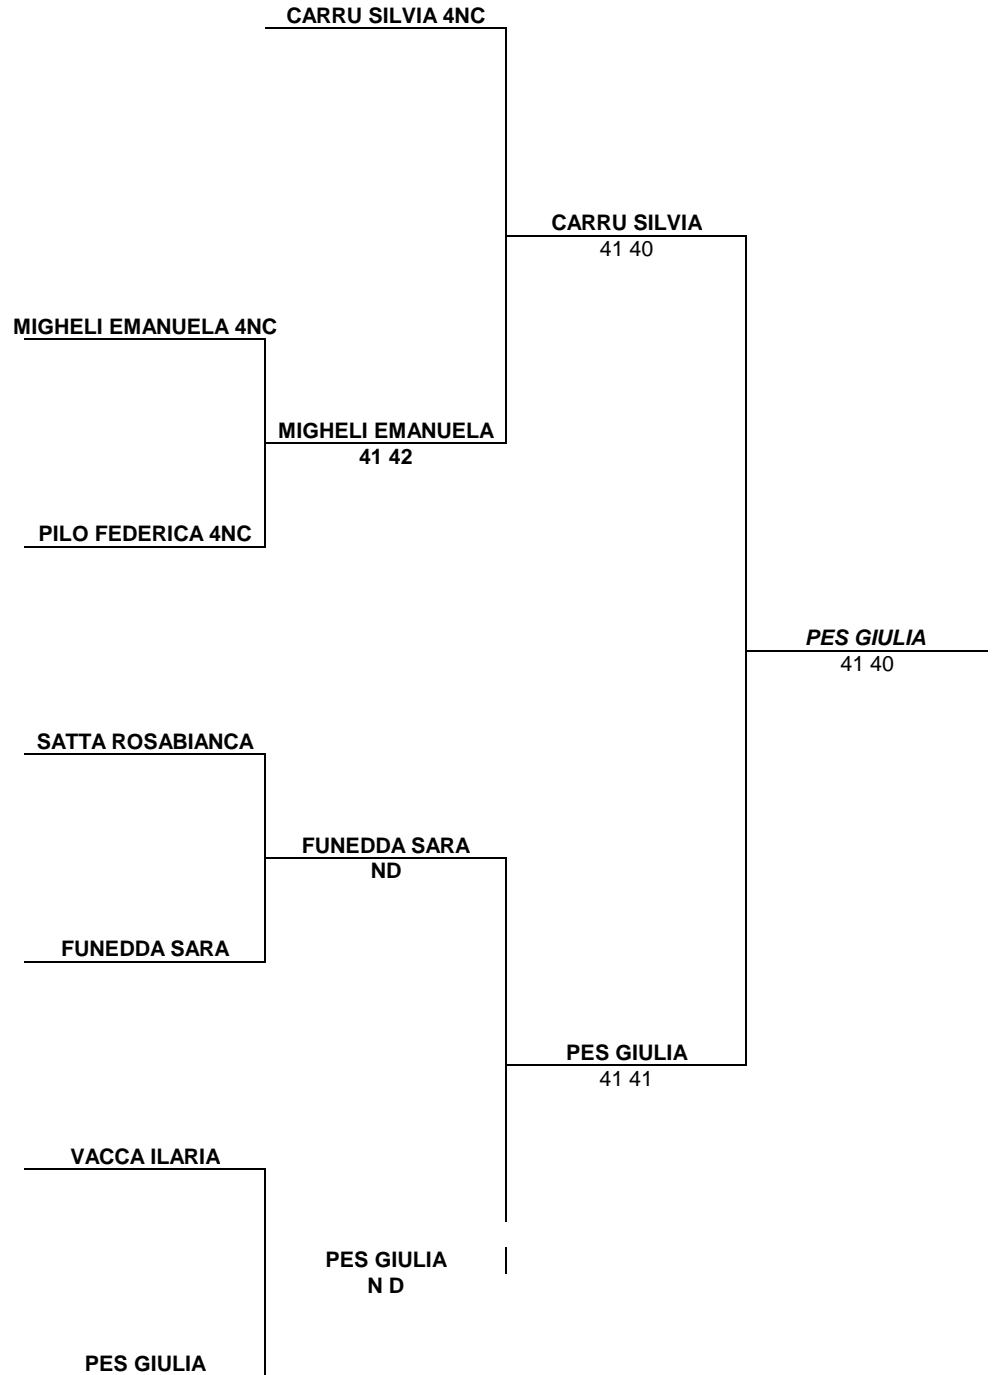 CARRU SILVIA 4NC
CARRU SILVIA
41 40
MIGHELI EMANUELA 4NC
MIGHELI EMANUELA
41 42
PILO FEDERICA 4NC
PES GIULIA
41 40
SATTA ROSABIANCA
FUNEDDA SARA
ND
FUNEDDA SARA
PES GIULIA
41 41
VACCA ILARIA
PES GIULIA
N D
PES GIULIA